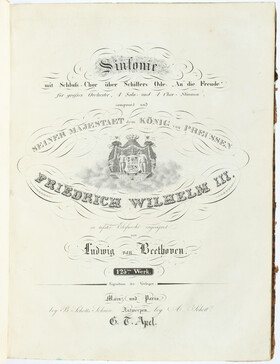 Sinfonie
mit Schluss-Chor über Schillers Ode: "An die Freude"
für grosses Orchester, 4 Solo- und 4 Chor-Stimmen,
componirt und
SEINER MAJESTAET dem KÖNIG von PREUSSEN
FRIEDRICH WILHELM III.
in tiefster Ehrfurcht zugeeignet
Ludwig van Beethoven.
125tes Werk.
Eigenthum der Verleger.
Mainz und Paris,
bey B. Schotts Söhnen. Antwerpen, bey A. Schott.
G. T. Apel.